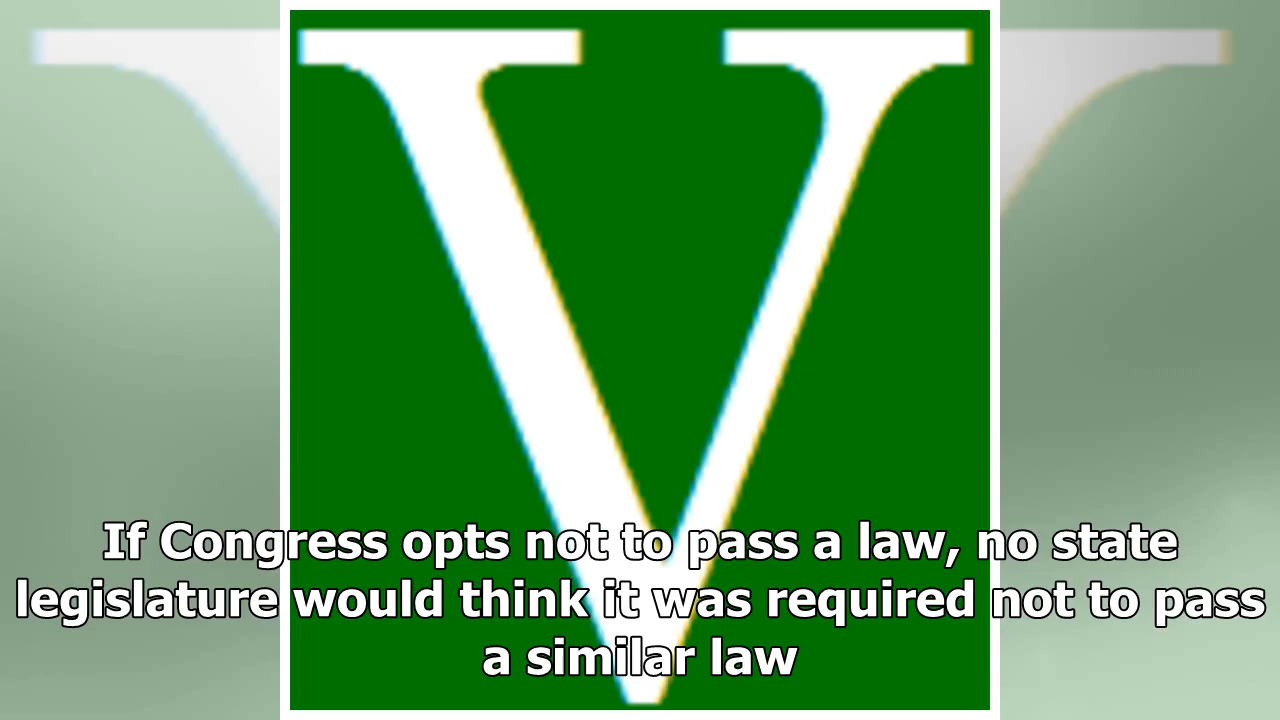 V
If Congress opts not to pass a law, no state
legislature would think it was required not to pass
a similar law